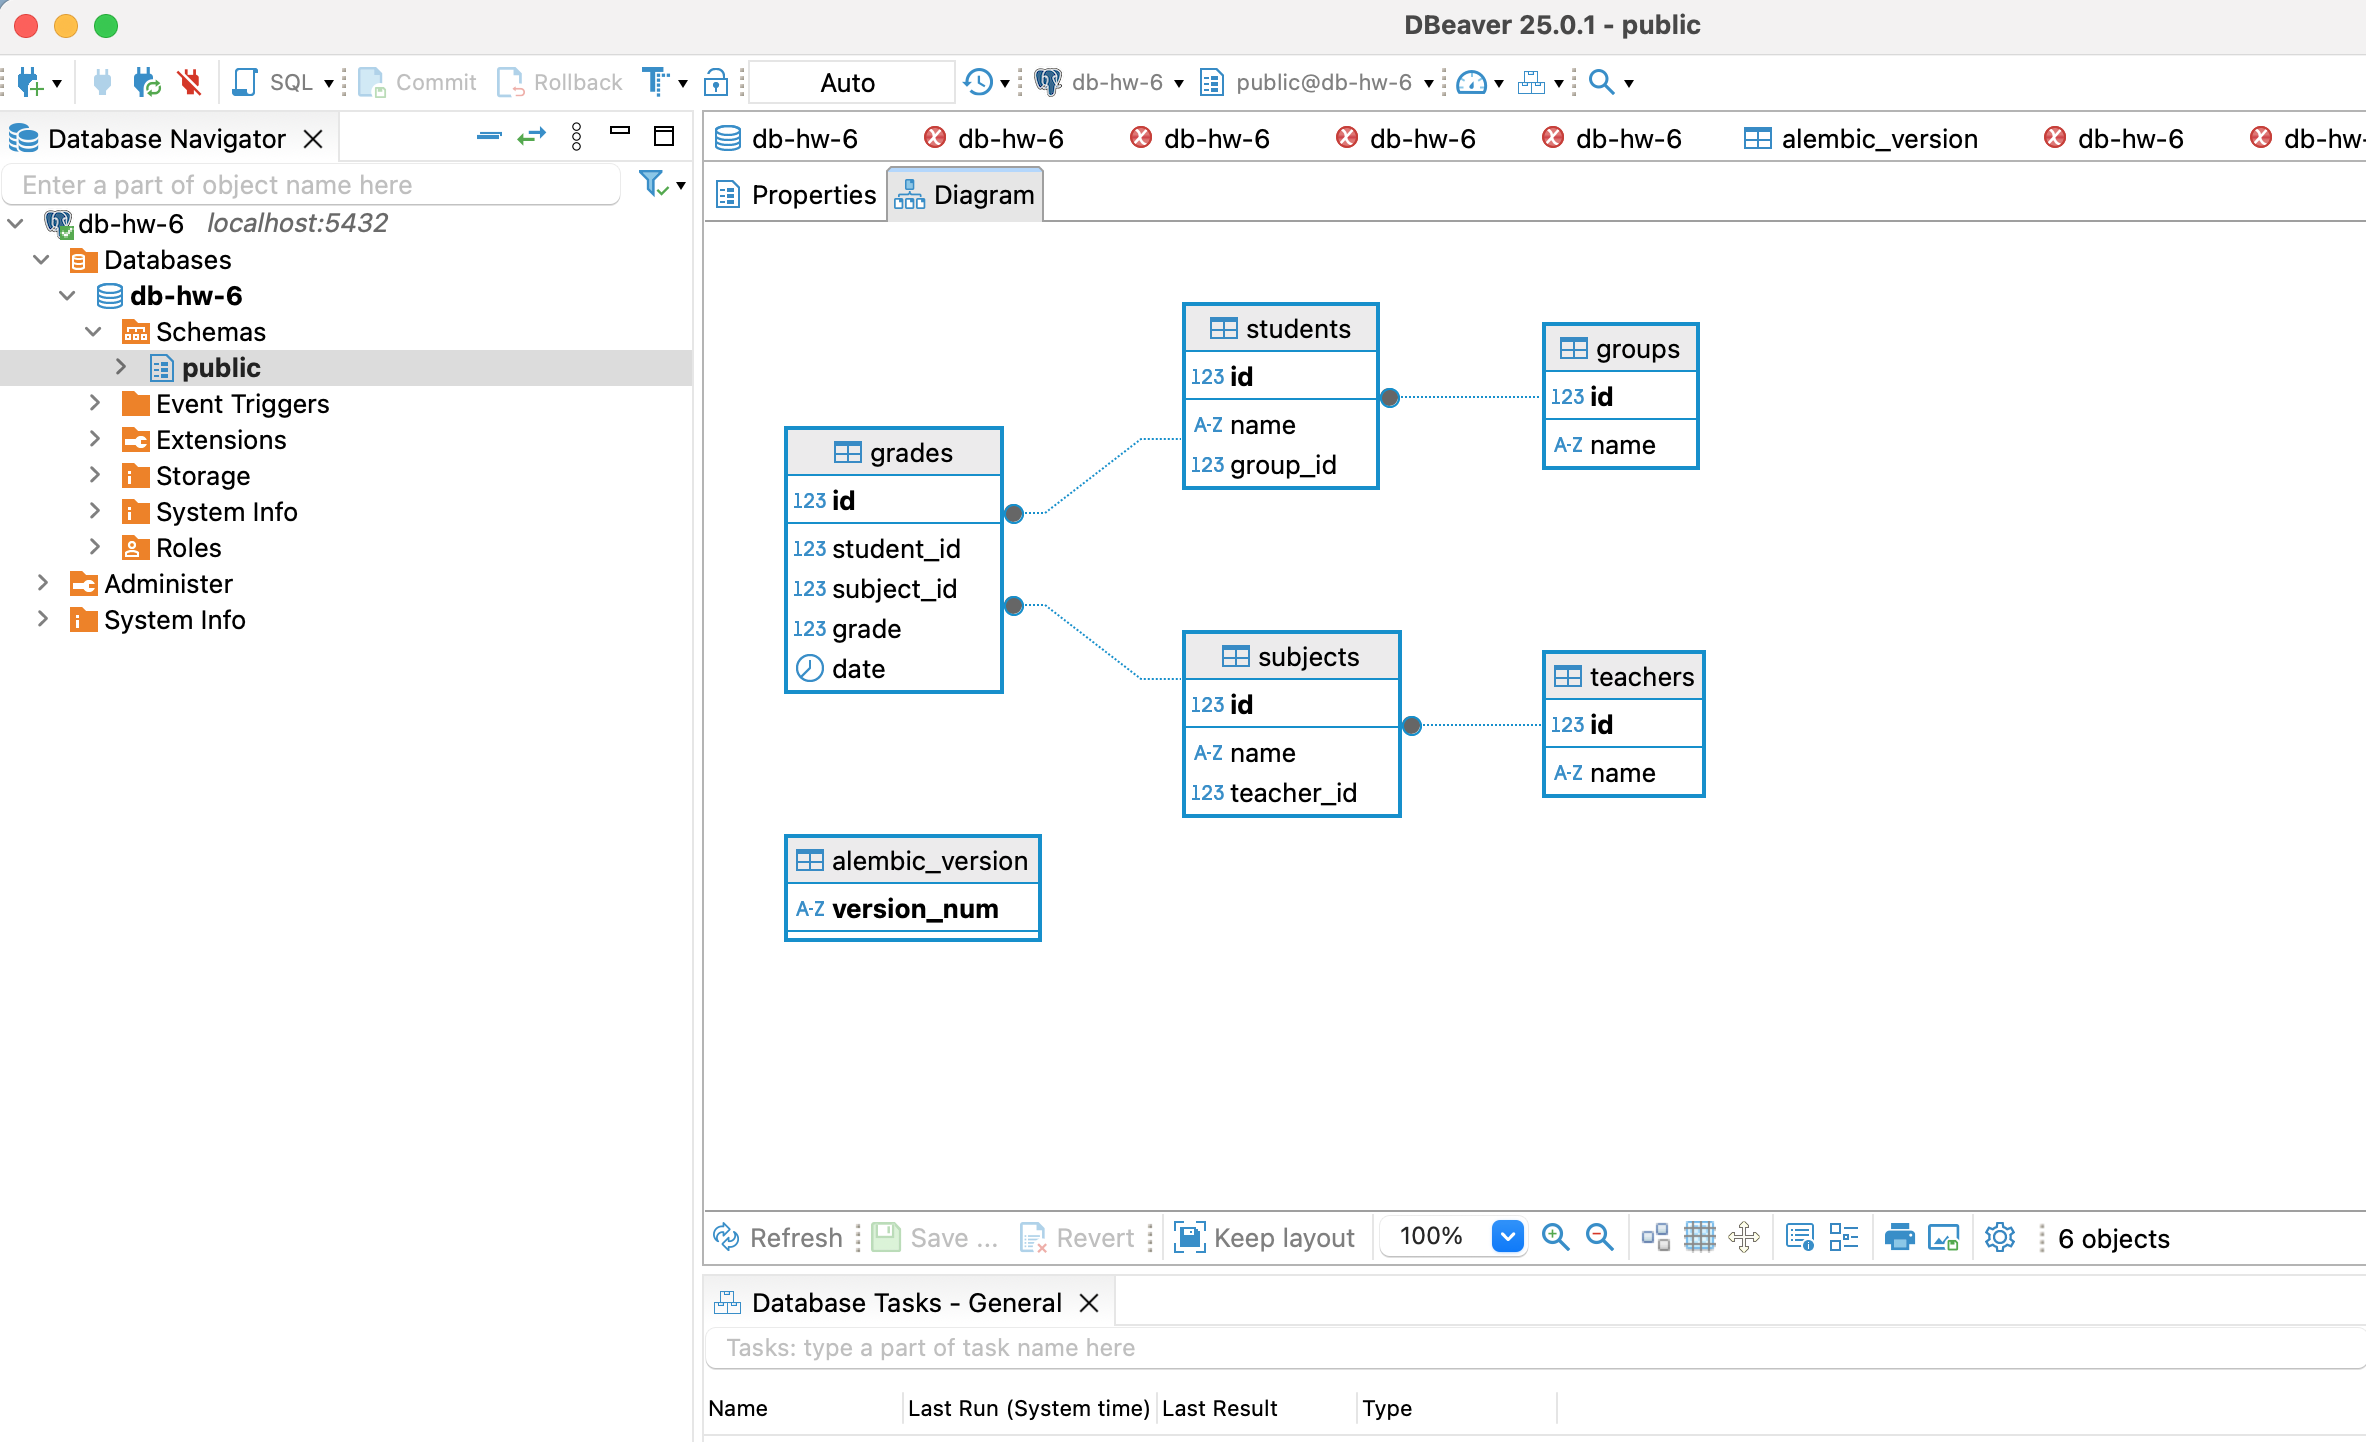 DBeaver 25.0.1 - public
SQL Commit Rollback Auto db-hw-6 public@db-hw-6
Database Navigator
Enter a part of object name here
db-hw-6 localhost:5432
Databases
db-hw-6
Schemas
public
Event Triggers
Extensions
Storage
System Info
Roles
Administer
System Info
db-hw-6 db-hw-6 db-hw-6 db-hw-6 db-hw-6 alembic_version db-hw-6 db-hw-
Properties Diagram
students
123 id
A-Z name
123 group_id
groups
123 id
A-Z name
grades
123 id
123 student_id
123 subject_id
123 grade
date
subjects
123 id
A-Z name
123 teacher_id
teachers
123 id
A-Z name
alembic_version
A-Z version_num
Refresh Save ... Revert Keep layout 100% 6 objects
Database Tasks - General
Tasks: type a part of task name here
Name Last Run (System time) Last Result Type